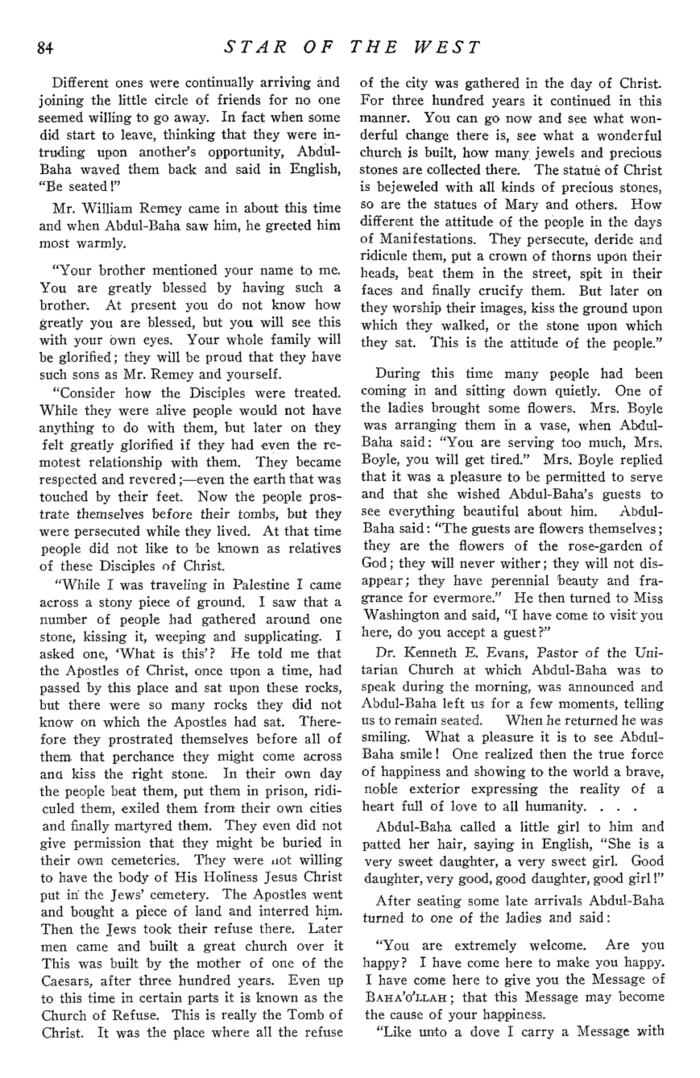 84
STAR OF THE WEST
Different ones were continually arriving and
joining the little circle of friends for no one
seemed willing to go away. In fact when some
did start to leave, thinking that they were in-
truding upon another's opportunity, Abdul-
Baha waved them back and said in English,
"Be seated!"
Mr. William Remey came in about this time
and when Abdul-Baha saw him, he greeted him
most warmly.
"Your brother mentioned your name to me.
You are greatly blessed by having such a
brother. At present you do not know how
greatly you are blessed, but you will see this
with your own eyes. Your whole family will
be glorified; they will be proud that they have
such sons as Mr. Remey and yourself.
"Consider how the Disciples were treated.
While they were alive people would not have
anything to do with them, but later on they
felt greatly glorified if they had even the re-
motest relationship with them. They became
respected and revered;—even the earth that was
touched by their feet. Now the people pros-
trate themselves before their tombs, but they
were persecuted while they lived. At that time
people did not like to be known as relatives
of these Disciples of Christ.
"While I was traveling in Palestine I came
across a stony piece of ground. I saw that a
number of people had gathered around one
stone, kissing it, weeping and supplicating. I
asked one, 'What is this'? He told me that
the Apostles of Christ, once upon a time, had
passed by this place and sat upon these rocks,
but there were so many rocks they did not
know on which the Apostles had sat. There-
fore they prostrated themselves before all of
them that perchance they might come across
and kiss the right stone. In their own day
the people beat them, put them in prison, ridi-
culed them, exiled them from their own cities
and finally martyred them. They even did not
give permission that they might be buried in
their own cemeteries. They were not willing
to have the body of His Holiness Jesus Christ
put in the Jews' cemetery. The Apostles went
and bought a piece of land and interred him.
Then the Jews took their refuse there. Later
men came and built a great church over it
This was built by the mother of one of the
Caesars, after three hundred years. Even up
to this time in certain parts it is known as the
Church of Refuse. This is really the Tomb of
Christ. It was the place where all the refuse
of the city was gathered in the day of Christ.
For three hundred years it continued in this
manner. You can go now and see what won-
derful change there is, see what a wonderful
church is built, how many jewels and precious
stones are collected there. The statue of Christ
is bejeweled with all kinds of precious stones,
so are the statues of Mary and others. How
different the attitude of the people in the days
of Manifestations. They persecute, deride and
ridicule them, put a crown of thorns upon their
heads, beat them in the street, spit in their
faces and finally crucify them. But later on
they worship their images, kiss the ground upon
which they walked, or the stone upon which
they sat. This is the attitude of the people."
During this time many people had been
coming in and sitting down quietly. One of
the ladies brought some flowers. Mrs. Boyle
was arranging them in a vase, when Abdul-
Baha said: "You are serving too much, Mrs.
Boyle, you will get tired." Mrs. Boyle replied
that it was a pleasure to be permitted to serve
and that she wished Abdul-Baha's guests to
see everything beautiful about him. Abdul-
Baha said: "The guests are flowers themselves;
they are the flowers of the rose-garden of
God; they will never wither; they will not dis-
appear; they have perennial beauty and fra-
grance for evermore." He then turned to Miss
Washington and said, "I have come to visit you
here, do you accept a guest?"
Dr. Kenneth E. Evans, Pastor of the Uni-
tarian Church at which Abdul-Baha was to
speak during the morning, was announced and
Abdul-Baha left us for a few moments, telling
us to remain seated. When he returned he was
smiling. What a pleasure it is to see Abdul-
Baha smile! One realized then the true force
of happiness and showing to the world a brave,
noble exterior expressing the reality of a
heart full of love to all humanity. . . .
Abdul-Baha called a little girl to him and
patted her hair, saying in English, "She is a
very sweet daughter, a very sweet girl. Good
daughter, very good, good daughter, good girl!"
After seating some late arrivals Abdul-Baha
turned to one of the ladies and said:
"You are extremely welcome. Are you
happy? I have come here to make you happy.
I have come here to give you the Message of
BAHA'O'LLAH; that this Message may become
the cause of your happiness.
"Like unto a dove I carry a Message with